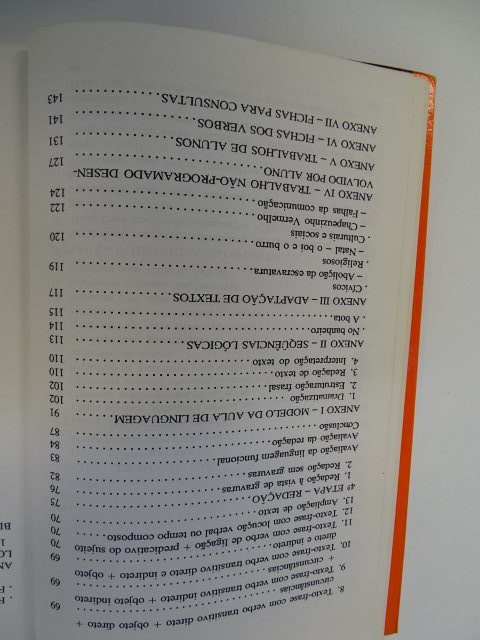 8. Texto-frase com verbo transitivo direto + objeto direto +
circunstâncias . . . . . . . . . . 69
9. Texto-frase com verbo transitivo indireto + objeto indireto
+ circunstâncias . . . . . . . . . . 69
10. Texto-frase com verbo transitivo direto e indireto + objeto
direto e indireto . . . . . . . . . . 69
11. Texto-frase com verbo de ligação + predicativo do sujeito 70
12. Texto-frase com locução verbal ou tempo composto . . . 70
13. Ampliação de texto . . . . . . . . . . 70
4ª ETAPA – REDAÇÃO . . . . . . . . . . 75
1. Redação à vista de gravuras . . . . . . . . . . 76
2. Redação sem gravuras . . . . . . . . . . 82
Avaliação da linguagem funcional . . . . . . . . . . 83
Avaliação da redação . . . . . . . . . . 84
Conclusão . . . . . . . . . . 87
ANEXO I – MODELO DA AULA DE LINGUAGEM . . . . . . . . . . 91
1. Dramatização . . . . . . . . . . 102
2. Estruturação frasal . . . . . . . . . . 102
3. Redação de texto . . . . . . . . . . 110
4. Interpretação do texto . . . . . . . . . . 110
ANEXO II – SEQÜÊNCIAS LÓGICAS . . . . . . . . . . 113
No banheiro . . . . . . . . . . 114
A bota . . . . . . . . . . 115
ANEXO III – ADAPTAÇÃO DE TEXTOS . . . . . . . . . . 117
Cívicos
– Abolição da escravatura . . . . . . . . . . 119
Religiosos
– Natal – o boi e o burro . . . . . . . . . . 120
Culturais e sociais
– Chapeuzinho Vermelho . . . . . . . . . . 122
– Falhas da comunicação . . . . . . . . . . 124
ANEXO IV – TRABALHO NÃO-PROGRAMADO DESEN-
VOLVIDO POR ALUNO . . . . . . . . . . 127
ANEXO V – TRABALHOS DE ALUNOS . . . . . . . . . . 131
ANEXO VI – FICHAS DOS VERBOS . . . . . . . . . . 141
ANEXO VII – FICHAS PARA CONSULTAS . . . . . . . . . . 143